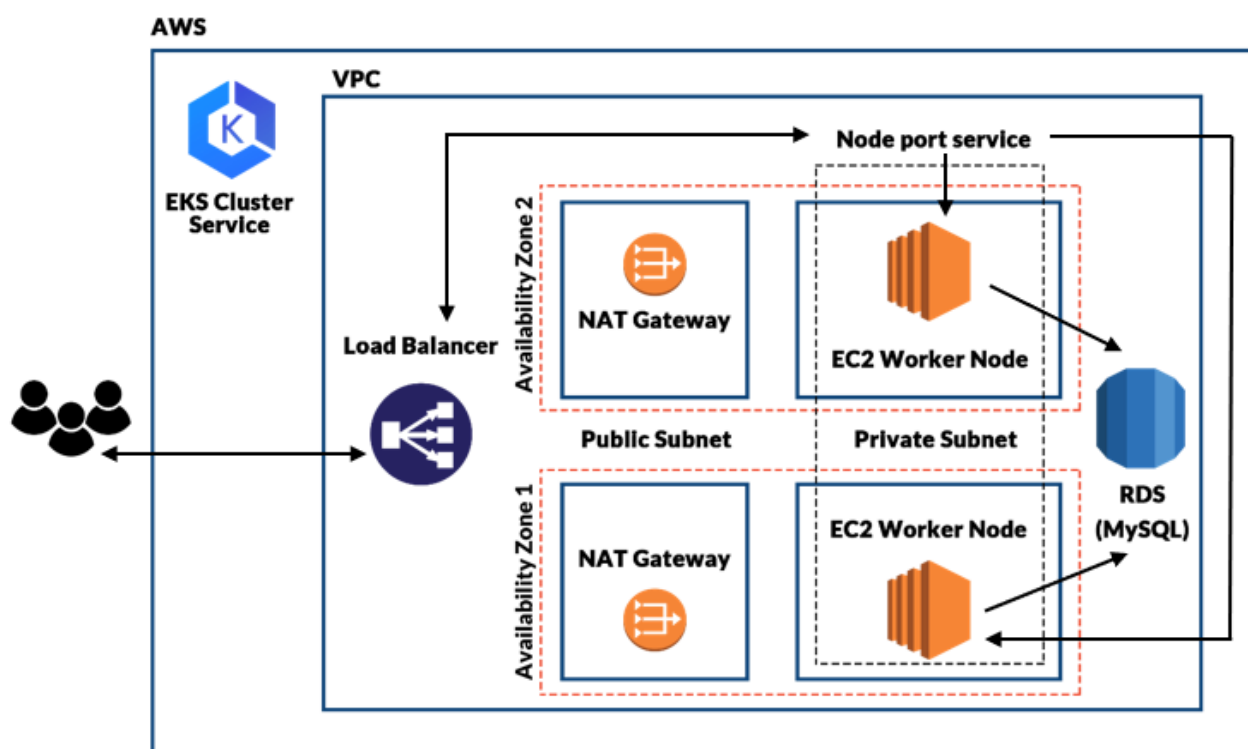 AWS
VPC
K
EKS Cluster
Service
Node port service
Load Balancer
Availability Zone 2
NAT Gateway
EC2 Worker Node
Public Subnet
Private Subnet
RDS
(MySQL)
Availability Zone 1
NAT Gateway
EC2 Worker Node